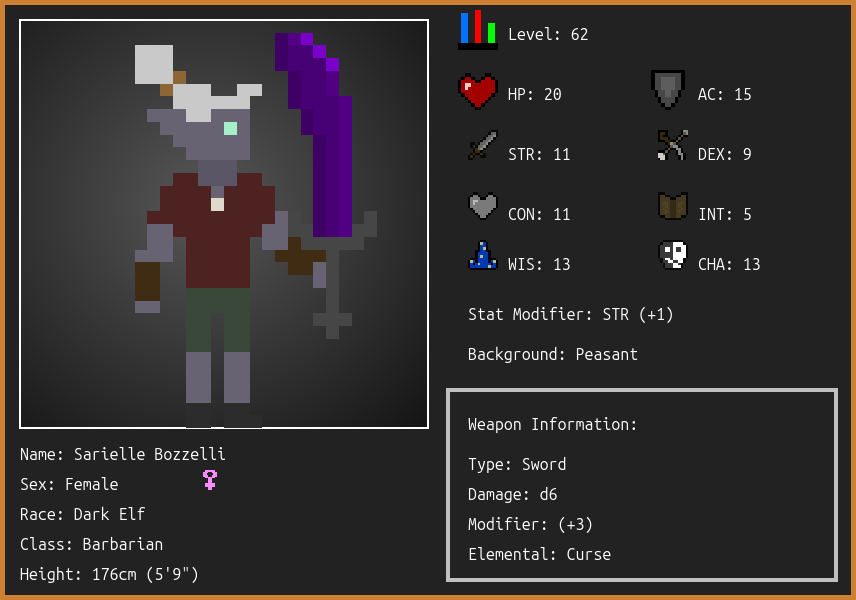 Level: 62
HP: 20
AC: 15
STR: 11
DEX: 9
CON: 11
INT: 5
WIS: 13
CHA: 13
Stat Modifier: STR (+1)
Background: Peasant
Weapon Information:
Type: Sword
Damage: d6
Modifier: (+3)
Elemental: Curse
Name: Sarielle Bozzelli
Sex: Female
Race: Dark Elf
Class: Barbarian
Height: 176cm (5'9")